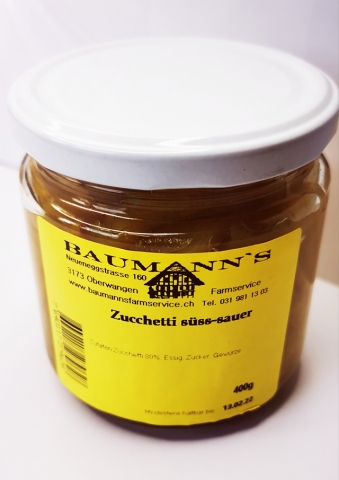 BAUMANN'S
Neueneggstrasse 160
3173 Oberwangen Farmservice
www.baumannsfarmservice.ch Tel. 031 981 13 03
Zucchetti süss-sauer
Zutaten: Zucchetti 80%, Essig, Zucker, Gewürze
400g
Mindestens haltbar bis 13.02.22